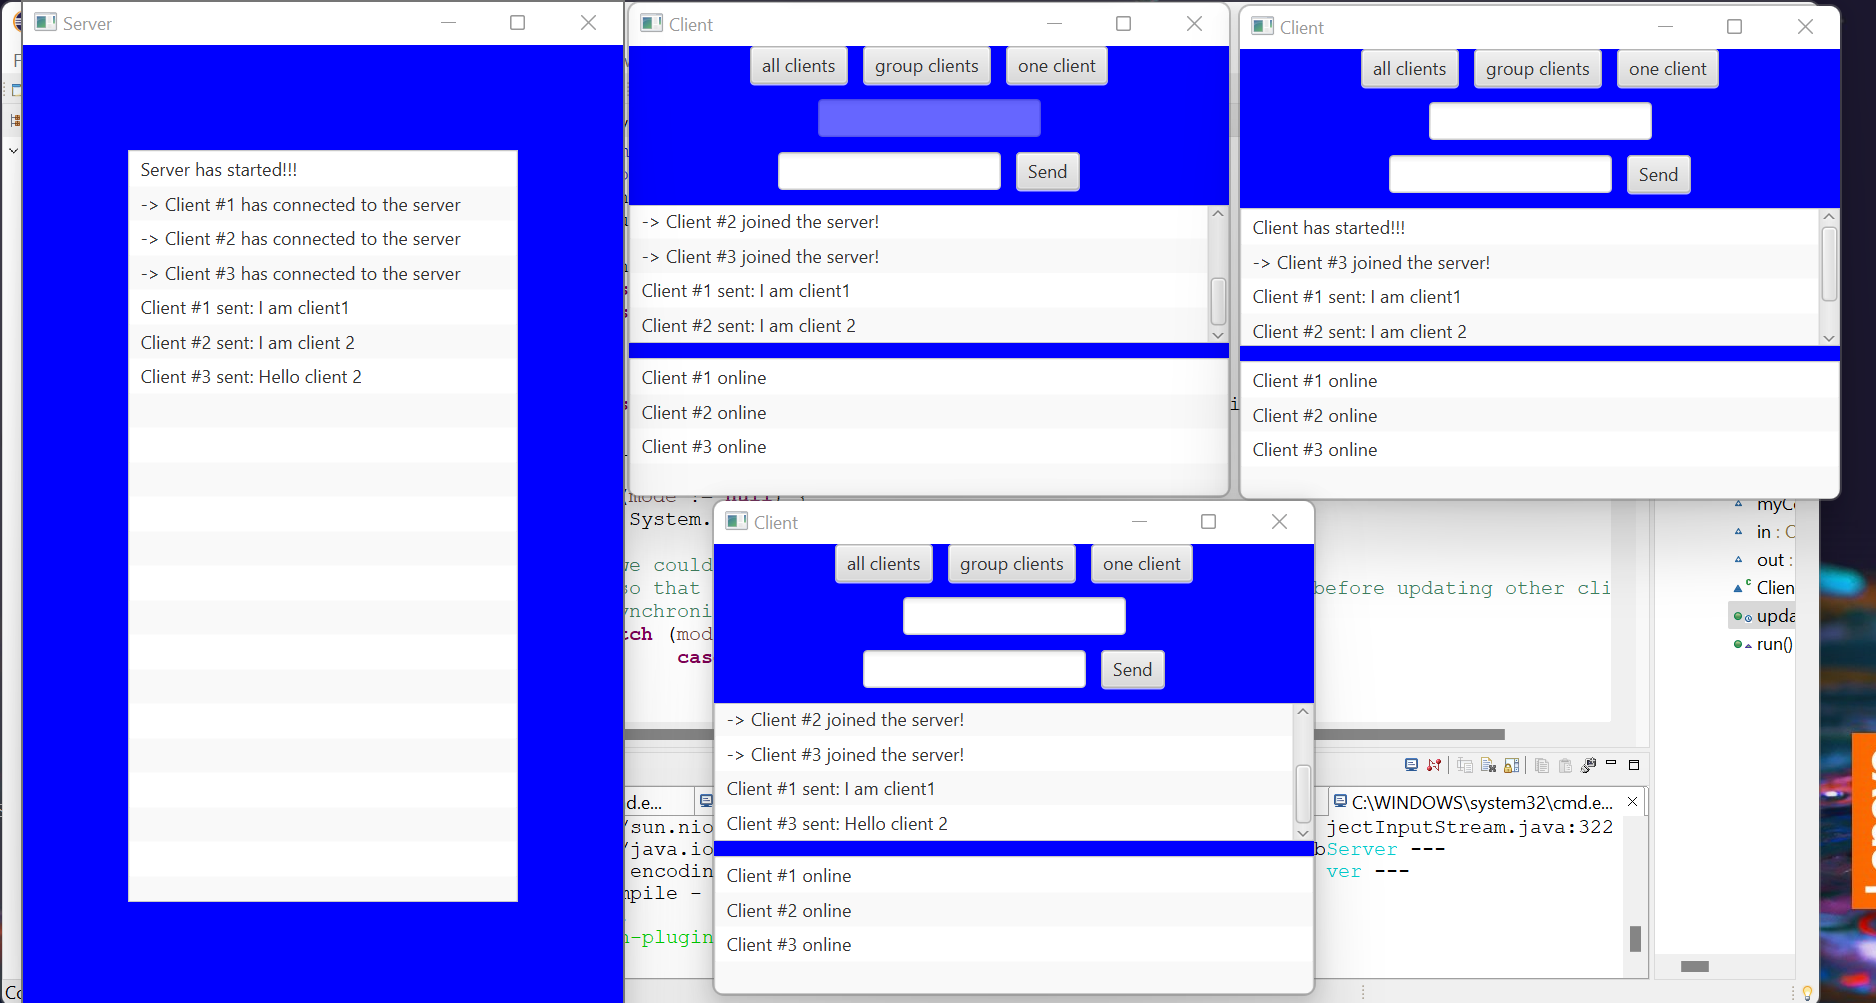 Server
Server has started!!!
-> Client #1 has connected to the server
-> Client #2 has connected to the server
-> Client #3 has connected to the server
Client #1 sent: I am client1
Client #2 sent: I am client 2
Client #3 sent: Hello client 2
Client
all clients group clients one client
Send
-> Client #2 joined the server!
-> Client #3 joined the server!
Client #1 sent: I am client1
Client #2 sent: I am client 2
Client #1 online
Client #2 online
Client #3 online
Client
all clients group clients one client
Send
Client has started!!!
-> Client #3 joined the server!
Client #1 sent: I am client1
Client #2 sent: I am client 2
Client #1 online
Client #2 online
Client #3 online
Client
all clients group clients one client
Send
-> Client #2 joined the server!
-> Client #3 joined the server!
Client #1 sent: I am client1
Client #3 sent: Hello client 2
Client #1 online
Client #2 online
Client #3 online
System.
we could
so that
before updating other cli
ynchroni
tch (mod
cas
in : 
out :
Clien
upda
run()
d.e...
C:\WINDOWS\system32\cmd.e...
/sun.nio
jectInputStream.java:322
/java.io
bServer ---
encodin
ver ---
mpile -
n-plugin